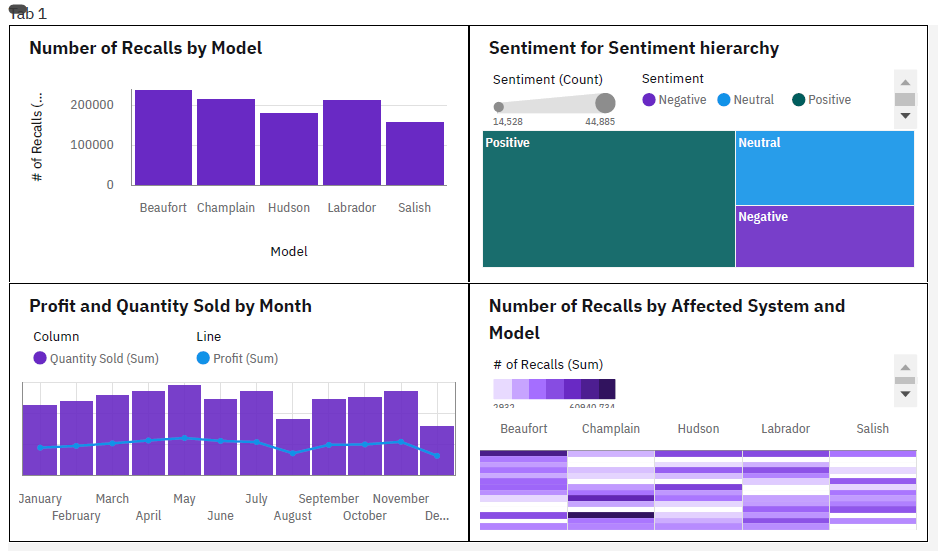 Tab 1
Number of Recalls by Model
# of Recalls (...
200000
100000
0
Beaufort Champlain Hudson Labrador Salish
Model
Sentiment for Sentiment hierarchy
Sentiment (Count)
14,528 44,885
Sentiment
Negative Neutral Positive
Positive
Neutral
Negative
Profit and Quantity Sold by Month
Column
Quantity Sold (Sum)
Line
Profit (Sum)
January March May July September November
February April June August October De...
Number of Recalls by Affected System and
Model
# of Recalls (Sum)
Beaufort Champlain Hudson Labrador Salish